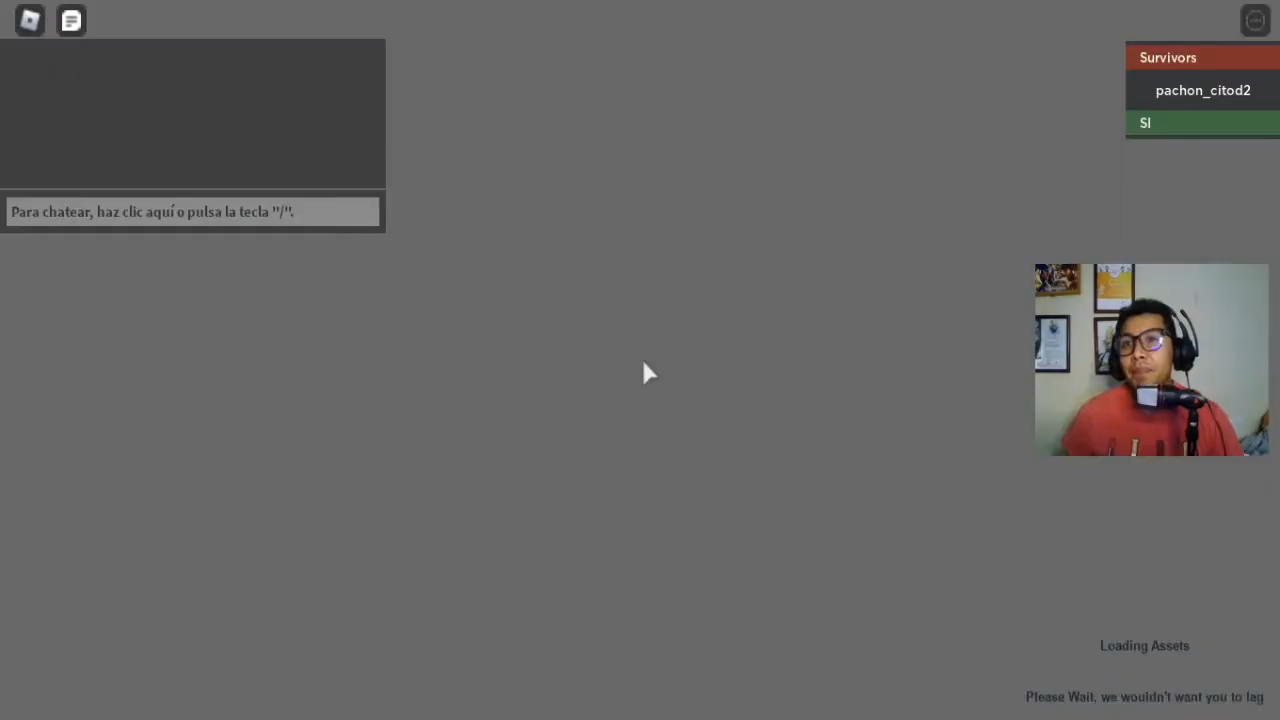 Survivors
pachon_citod2
SI
Para chatear, haz clic aquí o pulsa la tecla "/".
Loading Assets
Please Wait, we wouldn't want you to lag